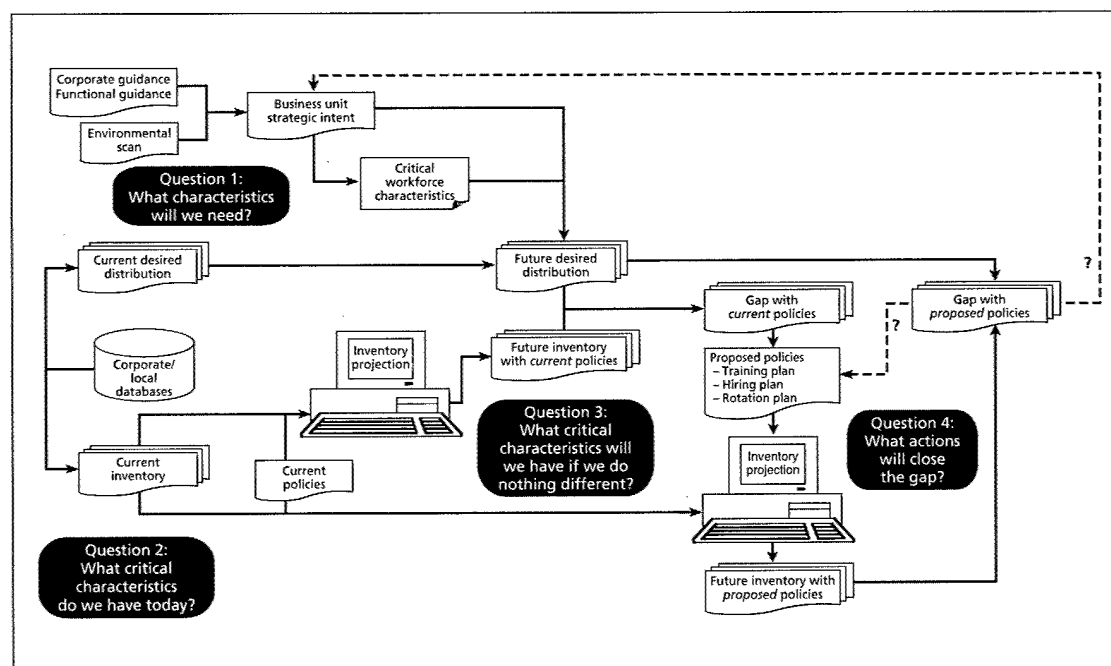 Corporate guidance
Functional guidance
Environmental
scan
Business unit
strategic intent
Critical
workforce
characteristics
Question 1:
What characteristics
will we need?
Current desired
distribution
Future desired
distribution
?
Gap with
current policies
?
Gap with
proposed policies
Corporate/
local
databases
Inventory
projection
Future inventory
with current policies
Proposed policies
– Training plan
– Hiring plan
– Rotation plan
Question 3:
What critical
characteristics will
we have if we do
nothing different?
Question 4:
What actions
will close
the gap?
Current
inventory
Current
policies
Inventory
projection
Question 2:
What critical
characteristics
do we have today?
Future inventory with
proposed policies